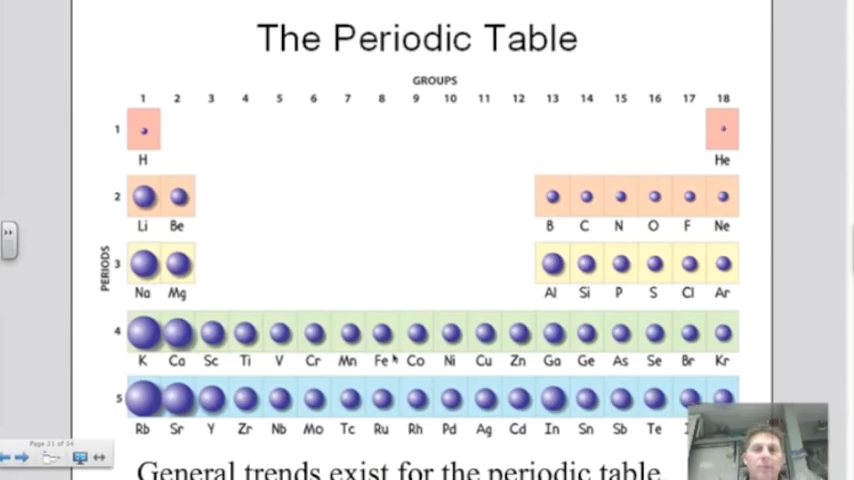 The Periodic Table
GROUPS
1 2 3 4 5 6 7 8 9 10 11 12 13 14 15 16 17 18
1
H He
2
Li Be B C N O F Ne
PERIODS
3
Na Mg Al Si P S Cl Ar
4
K Ca Sc Ti V Cr Mn Fe Co Ni Cu Zn Ga Ge As Se Br Kr
5
Rb Sr Y Zr Nb Mo Tc Ru Rh Pd Ag Cd In Sn Sb Te
Page 21 of 34
General trends exist for the periodic table